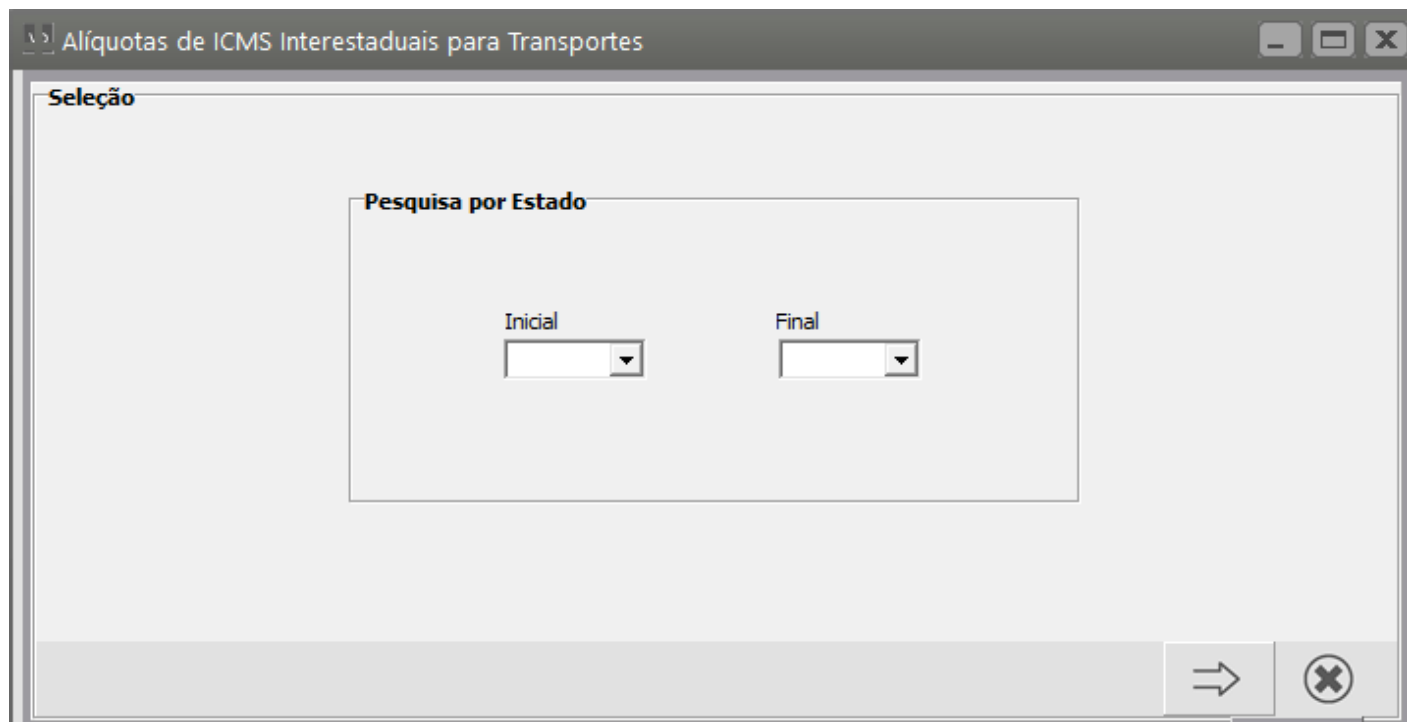 Alíquotas de ICMS Interestaduais para Transportes
Seleção
Pesquisa por Estado
Inicial
Final